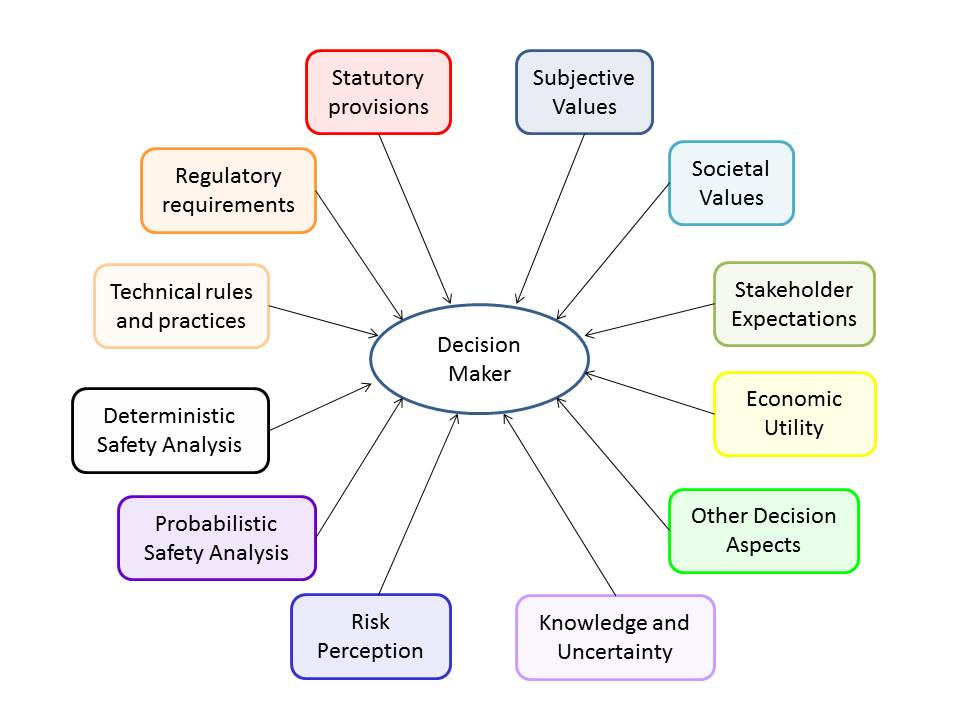 Statutory
provisions
Subjective
Values
Regulatory
requirements
Societal
Values
Technical rules
and practices
Stakeholder
Expectations
Decision
Maker
Deterministic
Safety Analysis
Economic
Utility
Probabilistic
Safety Analysis
Other Decision
Aspects
Risk
Perception
Knowledge and
Uncertainty